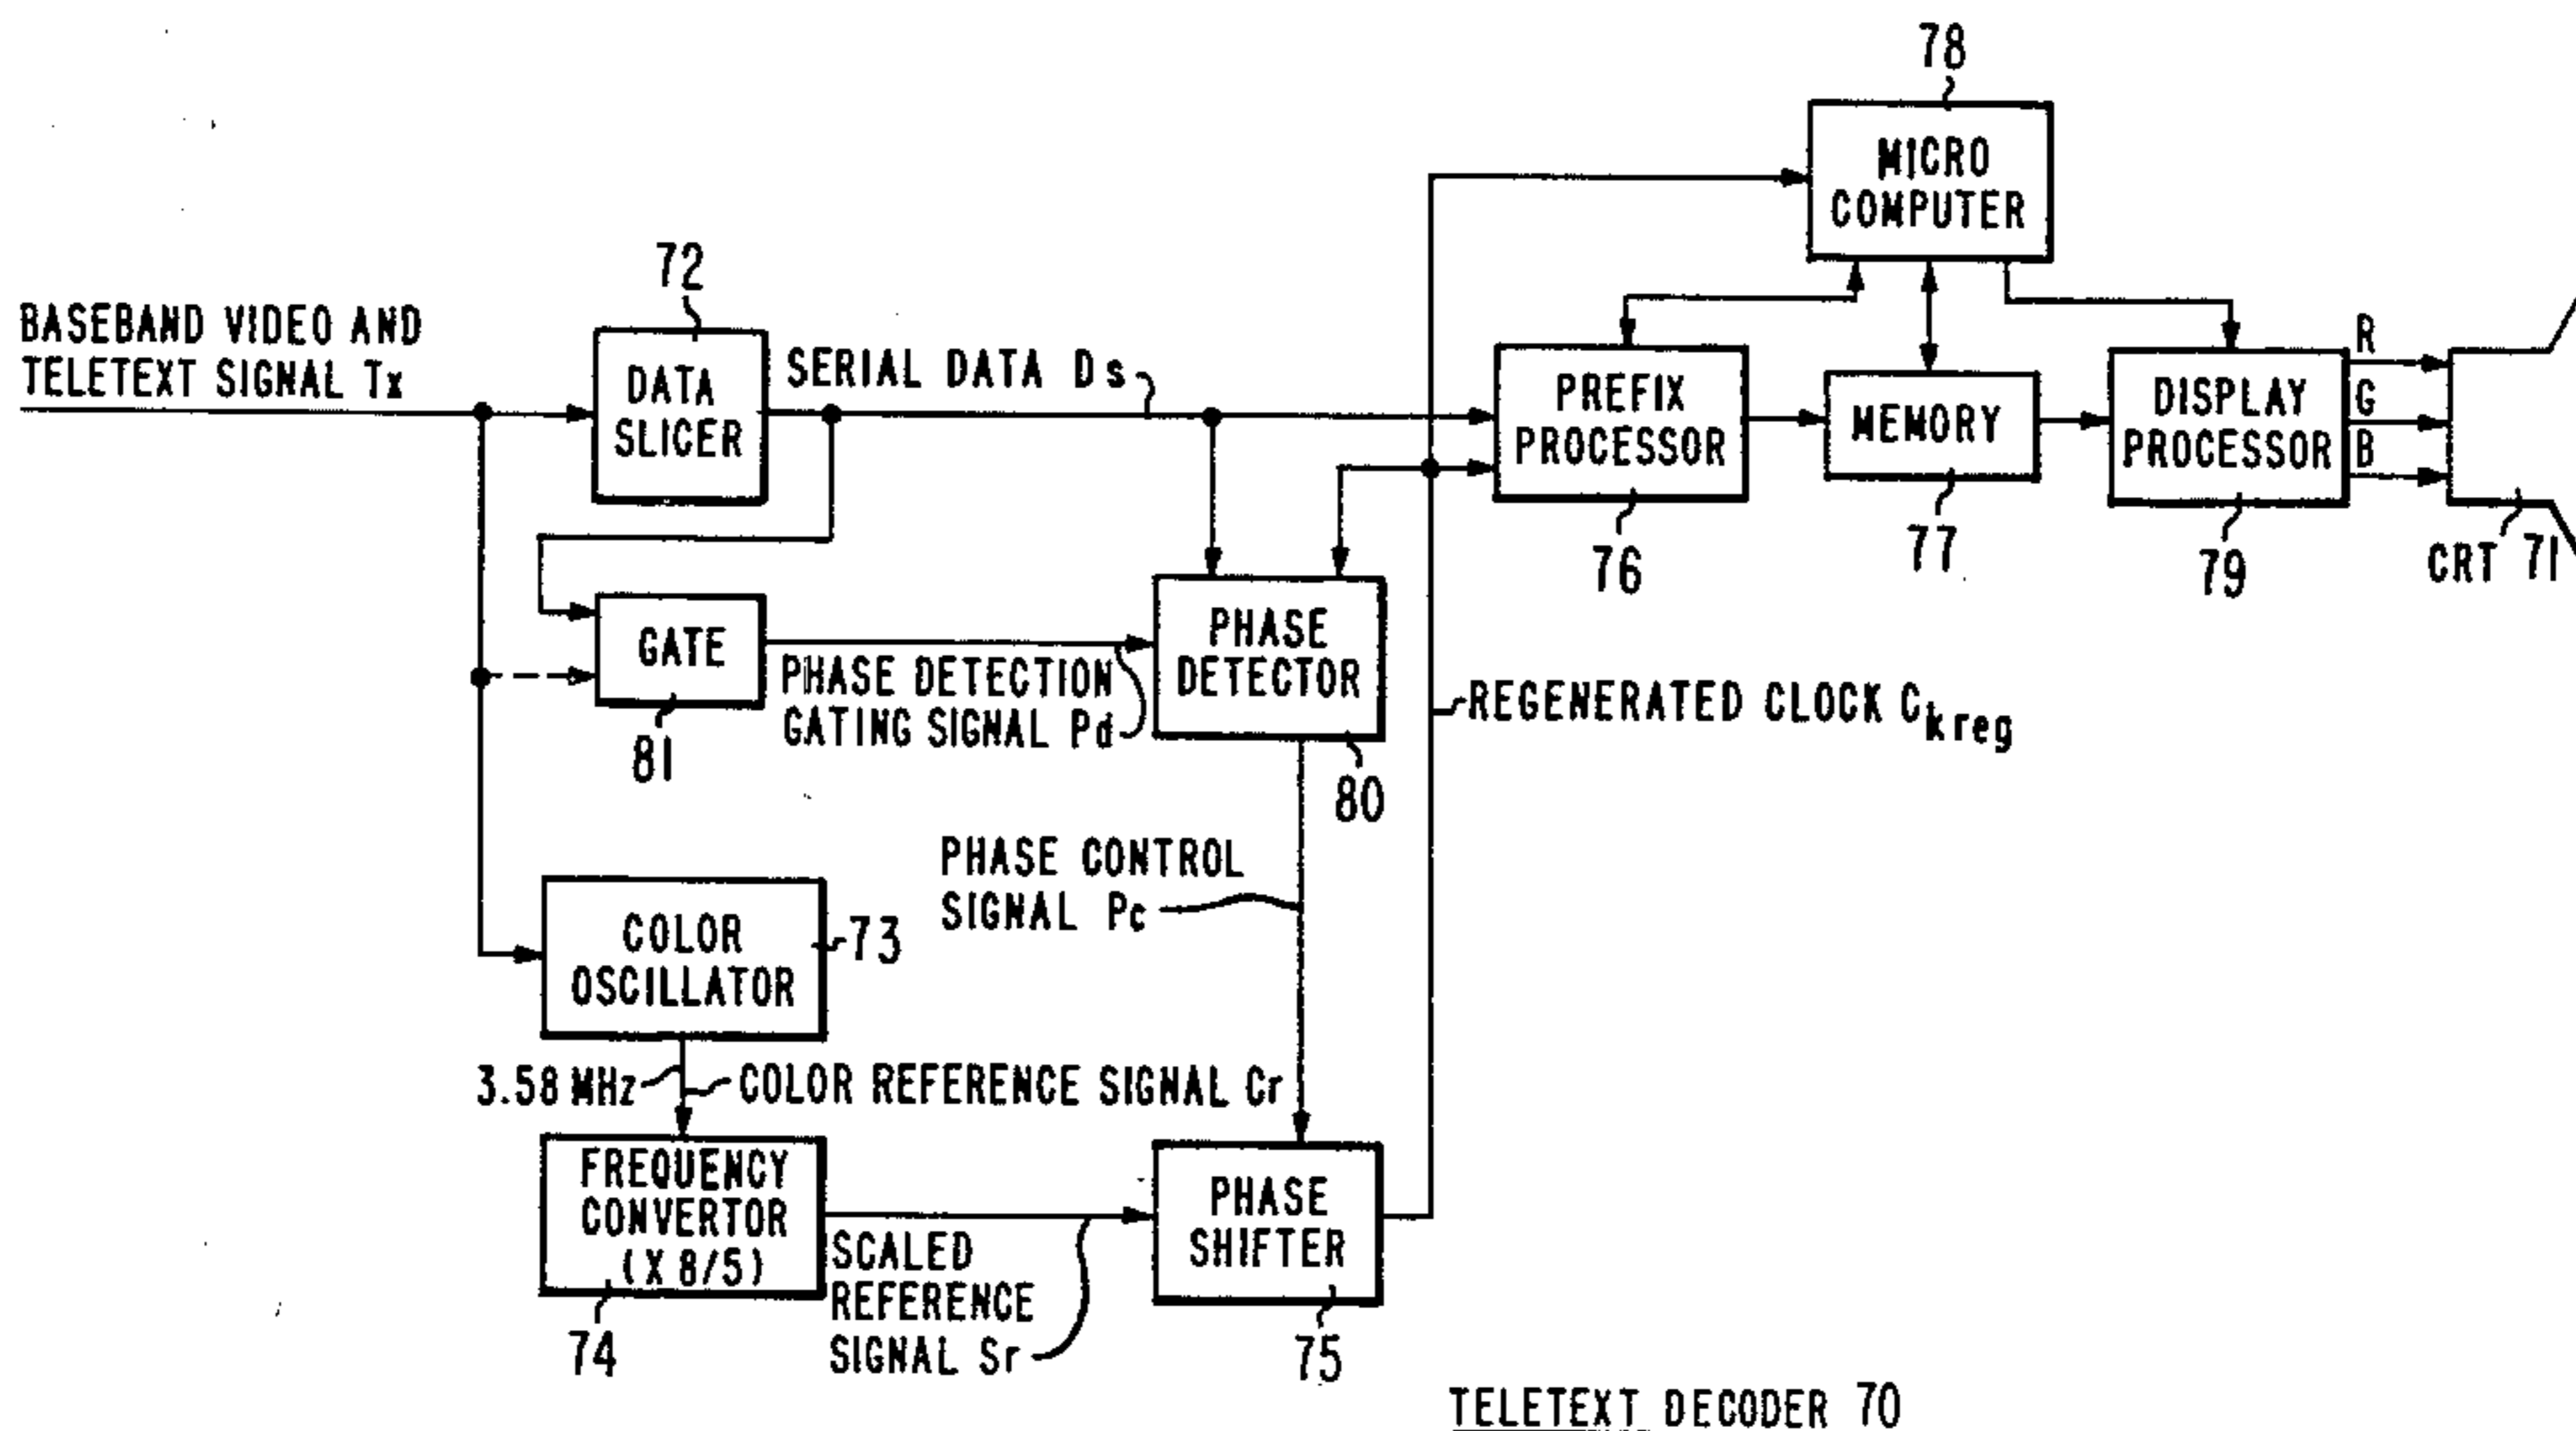 78
MICRO
COMPUTER
72
BASEBAND VIDEO AND
TELETEXT SIGNAL Tx
DATA
SLICER
SERIAL DATA Ds
PREFIX
PROCESSOR
76
MEMORY
77
DISPLAY
PROCESSOR
79
R
G
B
CRT 71
GATE
81
PHASE DETECTION
GATING SIGNAL Pd
PHASE
DETECTOR
80
REGENERATED CLOCK Ckreg
PHASE CONTROL
SIGNAL Pc
COLOR
OSCILLATOR
73
3.58 MHz
COLOR REFERENCE SIGNAL Cr
FREQUENCY
CONVERTOR
(X 8/5)
74
SCALED
REFERENCE
SIGNAL Sr
PHASE
SHIFTER
75
TELETEXT DECODER 70